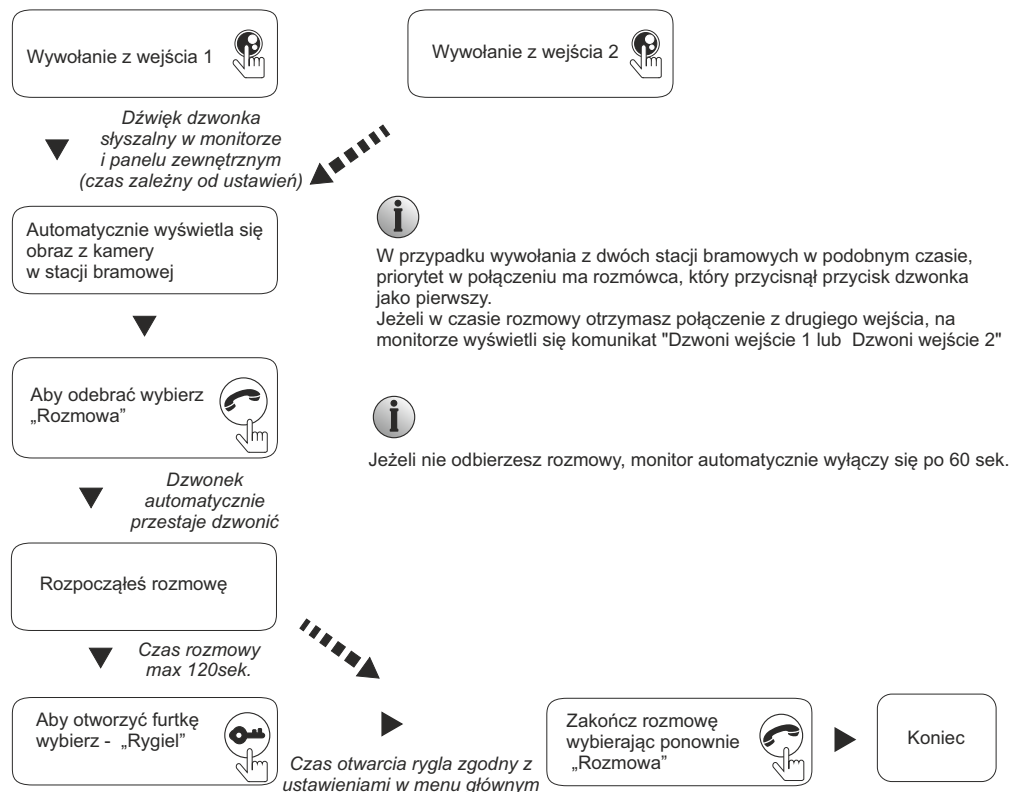 Wywołanie z wejścia 1
Wywołanie z wejścia 2
Dźwięk dzwonka
słyszalny w monitorze
i panelu zewnętrznym
(czas zależny od ustawień)
Automatycznie wyświetla się
obraz z kamery
w stacji bramowej
W przypadku wywołania z dwóch stacji bramowych w podobnym czasie,
priorytet w połączeniu ma rozmówca, który przycisnął przycisk dzwonka
jako pierwszy.
Jeżeli w czasie rozmowy otrzymasz połączenie z drugiego wejścia, na
monitorze wyświetli się komunikat "Dzwoni wejście 1 lub Dzwoni wejście 2"
Aby odebrać wybierz
„Rozmowa”
Jeżeli nie odbierzesz rozmowy, monitor automatycznie wyłączy się po 60 sek.
Dzwonek
automatycznie
przestaje dzwonić
Rozpocząłeś rozmowę
Czas rozmowy
max 120sek.
Aby otworzyć furtkę
wybierz - „Rygiel”
Czas otwarcia rygla zgodny z
ustawieniami w menu głównym
Zakończ rozmowę
wybierając ponownie
„Rozmowa”
Koniec